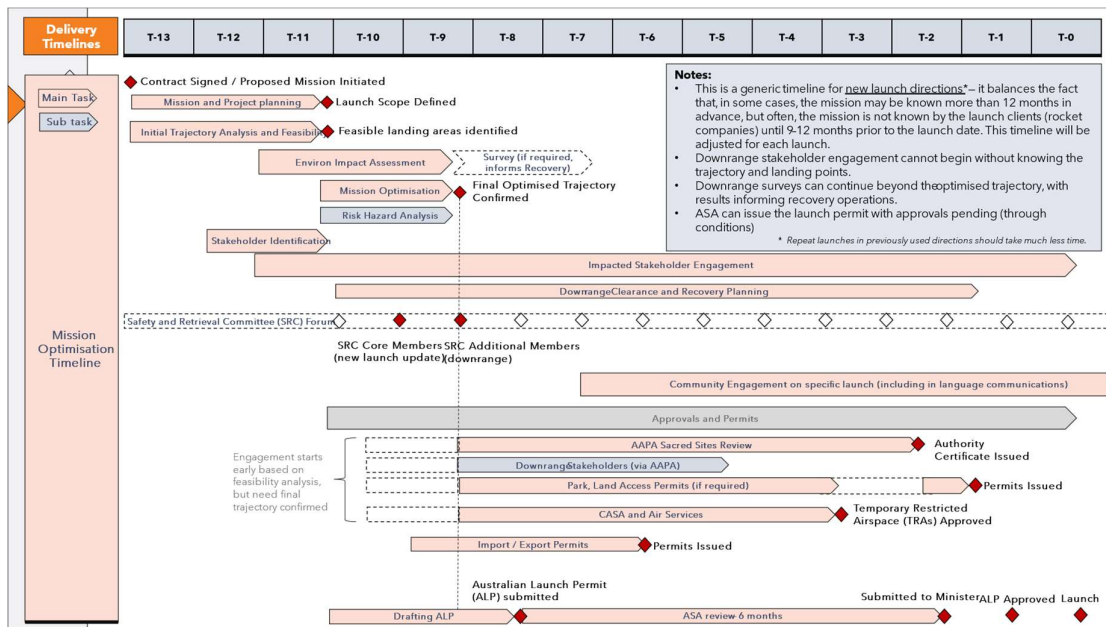 Delivery
Timelines
T-13
T-12
T-11
T-10
T-9
T-8
T-7
T-6
T-5
T-4
T-3
T-2
T-1
T-0
Main Task
Sub task
Mission
Optimisation
Timeline
Contract Signed / Proposed Mission Initiated
Mission and Project planning
Launch Scope Defined
Initial Trajectory Analysis and Feasibility
Feasible landing areas identified
Environ Impact Assessment
Survey (if required,
informs Recovery)
Mission Optimisation
Final Optimised Trajectory
Confirmed
Risk Hazard Analysis
Stakeholder Identification
Notes:
• This is a generic timeline for new launch directions*– it balances the fact
that, in some cases, the mission may be known more than 12 months in
advance, but often, the mission is not known by the launch clients (rocket
companies) until 9-12 months prior to the launch date. This timeline will be
adjusted for each launch.
• Downrange stakeholder engagement cannot begin without knowing the
trajectory and landing points.
• Downrange surveys can continue beyond the optimised trajectory, with
results informing recovery operations.
• ASA can issue the launch permit with approvals pending (through
conditions)
* Repeat launches in previously used directions should take much less time.
Impacted Stakeholder Engagement
Downrange Clearance and Recovery Planning
Safety and Retrieval Committee (SRC) Forum
SRC Core Members
(new launch update)
SRC Additional Members
(downrange)
Community Engagement on specific launch (including in language communications)
Approvals and Permits
Engagement starts
early based on
feasibility analysis,
but need final
trajectory confirmed
AAPA Sacred Sites Review
Authority
Certificate Issued
Downrange Stakeholders (via AAPA)
Park, Land Access Permits (if required)
Permits Issued
CASA and Air Services
Temporary Restricted
Airspace (TRAs) Approved
Import / Export Permits
Permits Issued
Australian Launch Permit
(ALP) submitted
Drafting ALP
ASA review- 6 months
Submitted to Minister
ALP Approved
Launch